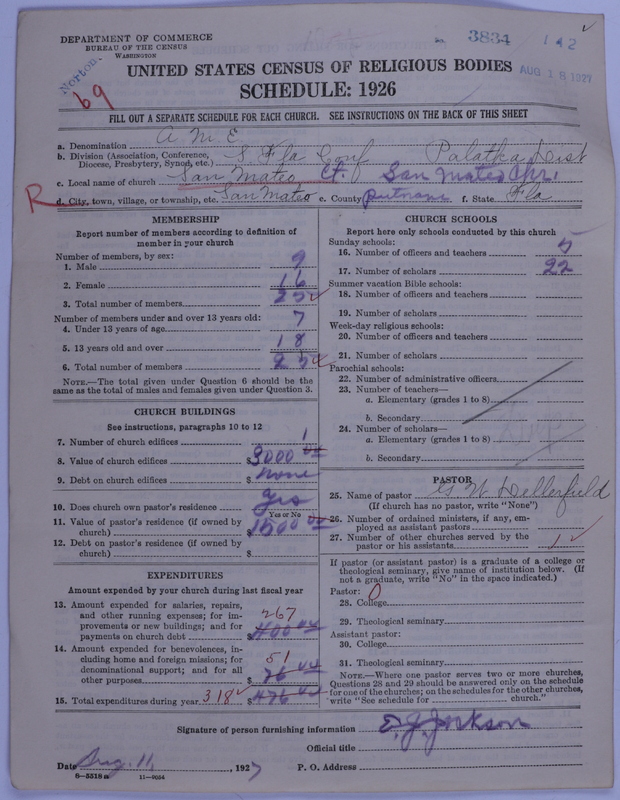 DEPARTMENT OF COMMERCE
BUREAU OF THE CENSUS
WASHINGTON
Norton
69
No. 3834
142
AUG 18 1927
UNITED STATES CENSUS OF RELIGIOUS BODIES
SCHEDULE: 1926
FILL OUT A SEPARATE SCHEDULE FOR EACH CHURCH. SEE INSTRUCTIONS ON THE BACK OF THIS SHEET
a. Denomination A M E
b. Division (Association, Conference, Diocese, Presbytery, Synod, etc.) S. Fla Conf Palatka Dist
c. Local name of church San Mateo Ct. San Mateo Chr.
R
d. City, town, village, or township, etc. San Mateo e. County Putnam f. State Fla
MEMBERSHIP
Report number of members according to definition of
member in your church
Number of members, by sex:
1. Male 9
2. Female 16
3. Total number of members 25
Number of members under and over 13 years old:
4. Under 13 years of age 7
5. 13 years old and over 18
6. Total number of members 25
NOTE.—The total given under Question 6 should be the
same as the total of males and females given under Question 3.
CHURCH BUILDINGS
See instructions, paragraphs 10 to 12
7. Number of church edifices 1
8. Value of church edifices $3000 00
9. Debt on church edifices $ none
10. Does church own pastor's residence yes
Yes or No
11. Value of pastor's residence (if owned by
church) $1500 00
12. Debt on pastor's residence (if owned by
church) $
EXPENDITURES
Amount expended by your church during last fiscal year
13. Amount expended for salaries, repairs,
and other running expenses; for im-
provements or new buildings; and for
payments on church debt 267 $400 00
14. Amount expended for benevolences, in-
cluding home and foreign missions; for
denominational support; and for all
other purposes 51 $76 00
15. Total expenditures during year 318 $476 00
CHURCH SCHOOLS
Report here only schools conducted by this church
Sunday schools:
16. Number of officers and teachers 5
17. Number of scholars 22
Summer vacation Bible schools:
18. Number of officers and teachers
19. Number of scholars
Week-day religious schools:
20. Number of officers and teachers
21. Number of scholars
Parochial schools:
22. Number of administrative officers
23. Number of teachers—
a. Elementary (grades 1 to 8)
b. Secondary
24. Number of scholars—
a. Elementary (grades 1 to 8)
b. Secondary
PASTOR
25. Name of pastor
(If church has no pastor, write "None")
26. Number of ordained ministers, if any, em-
ployed as assistant pastors
27. Number of other churches served by the
pastor or his assistants 1
If pastor (or assistant pastor) is a graduate of a college or
theological seminary, give name of institution below. (If
not a graduate, write "No" in the space indicated.)
Pastor: 0
28. College
29. Theological seminary
Assistant pastor:
30. College
31. Theological seminary
NOTE.—Where one pastor serves two or more churches,
Questions 28 and 29 should be answered only on the schedule
for one of the churches; on the schedules for the other churches,
write "See schedule for church."
Signature of person furnishing information
Official title
Date Aug. 11, 1927 P. O. Address
8-5518a 11-9054